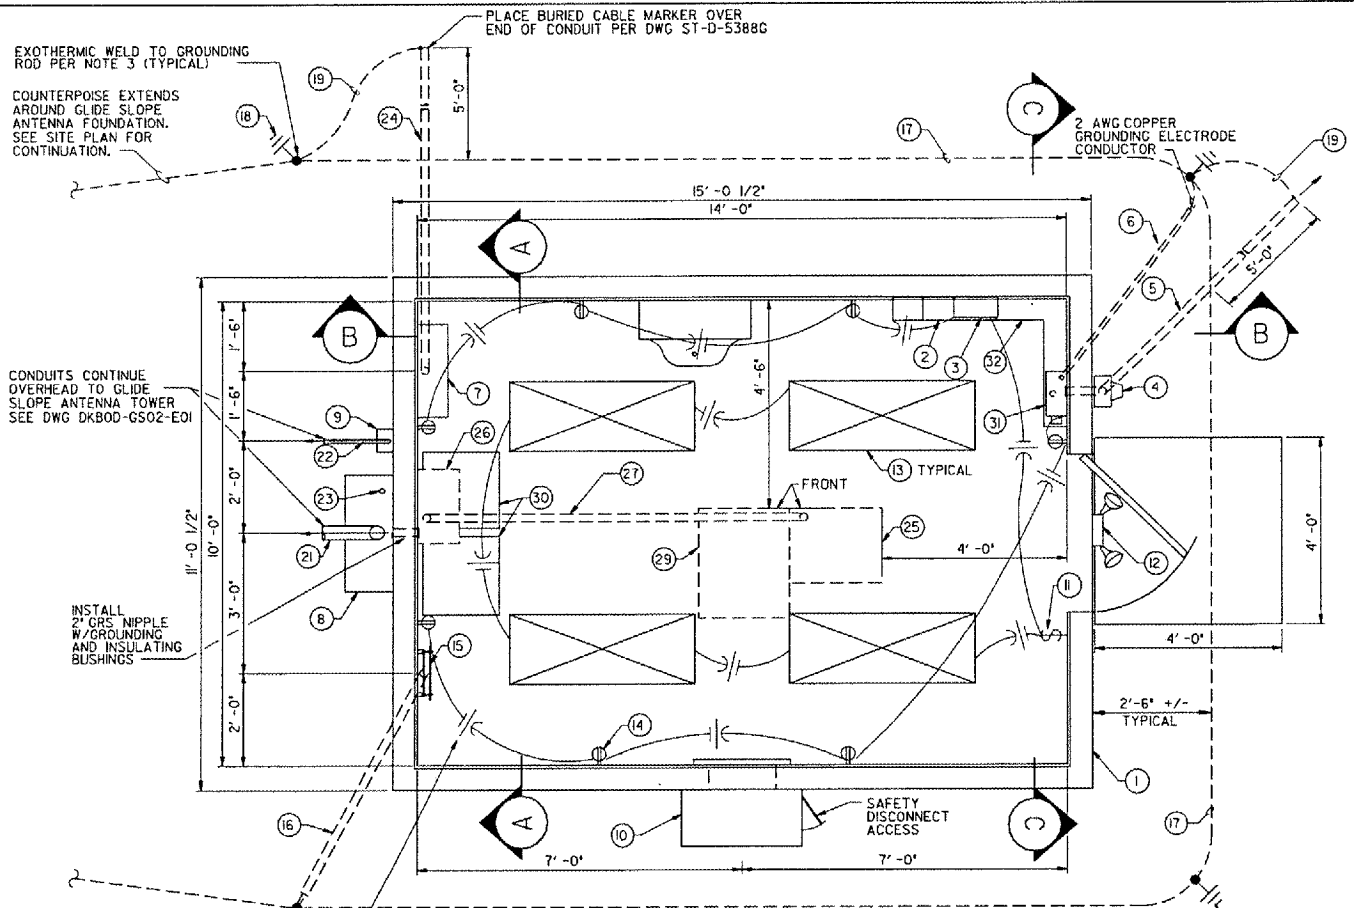 PLACE BURIED CABLE MARKER OVER
END OF CONDUIT PER DWG ST-D-5388G
EXOTHERMIC WELD TO GROUNDING
ROD PER NOTE 3 (TYPICAL)
COUNTERPOISE EXTENDS
AROUND GLIDE SLOPE
ANTENNA FOUNDATION.
SEE SITE PLAN FOR
CONTINUATION.
19
18
24
5'-0"
17
C
2 AWG COPPER
GROUNDING ELECTRODE
CONDUCTOR
19
15'-0 1/2"
14'-0"
A
6
5
5'-0"
B
B
1'-6"
7
2
3
32
4
4'-6"
CONDUITS CONTINUE
OVERHEAD TO GLIDE
SLOPE ANTENNA TOWER
SEE DWG DKBOD-GS02-E01
1'-6"
9
22
26
31
13 TYPICAL
23
2'-0"
27
30
FRONT
25
29
4'-0"
12
4'-0"
11'-0 1/2"
10'-0"
21
8
3'-0"
11
4'-0"
INSTALL
2" GRS NIPPLE
W/GROUNDING
AND INSULATING
BUSHINGS
15
2'-0"
14
2'-6" +/-
TYPICAL
1
16
A
10
SAFETY
DISCONNECT
ACCESS
C
17
7'-0"
7'-0"